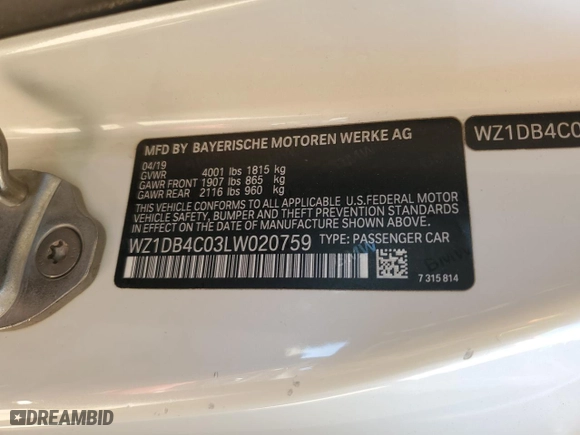 MFD BY BAYERISCHE MOTOREN WERKE AG
04/19
GVWR 4001 lbs 1815 kg
GAWR FRONT 1907 lbs 865 kg
GAWR REAR 2116 lbs 960 kg
THIS VEHICLE CONFORMS TO ALL APPLICABLE U.S.FEDERAL MOTOR
VEHICLE SAFETY, BUMPER, AND THEFT PREVENTION STANDARDS
IN EFFECT ON THE DATE OF MANUFACTURE SHOWN ABOVE.
WZ1DB4C03LW020759 TYPE: PASSENGER CAR
7 315 814
WZ1DB4C0
DREAMBID